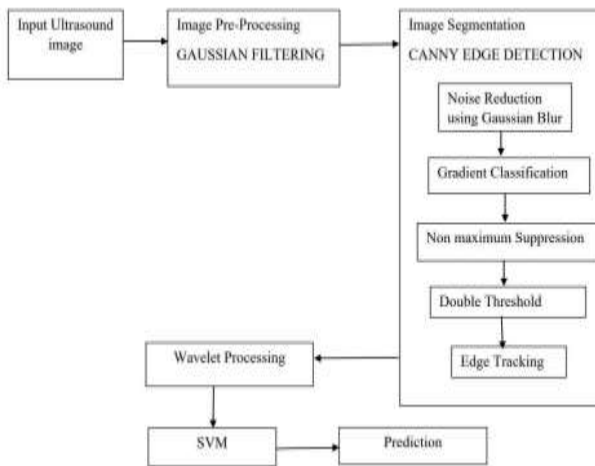 Input Ultrasound
image
Image Pre-Processing
GAUSSIAN FILTERING
Image Segmentation
CANNY EDGE DETECTION
Noise Reduction
using Gaussian Blur
Gradient Classification
Non maximum Suppression
Double Threshold
Edge Tracking
Wavelet Processing
SVM
Prediction